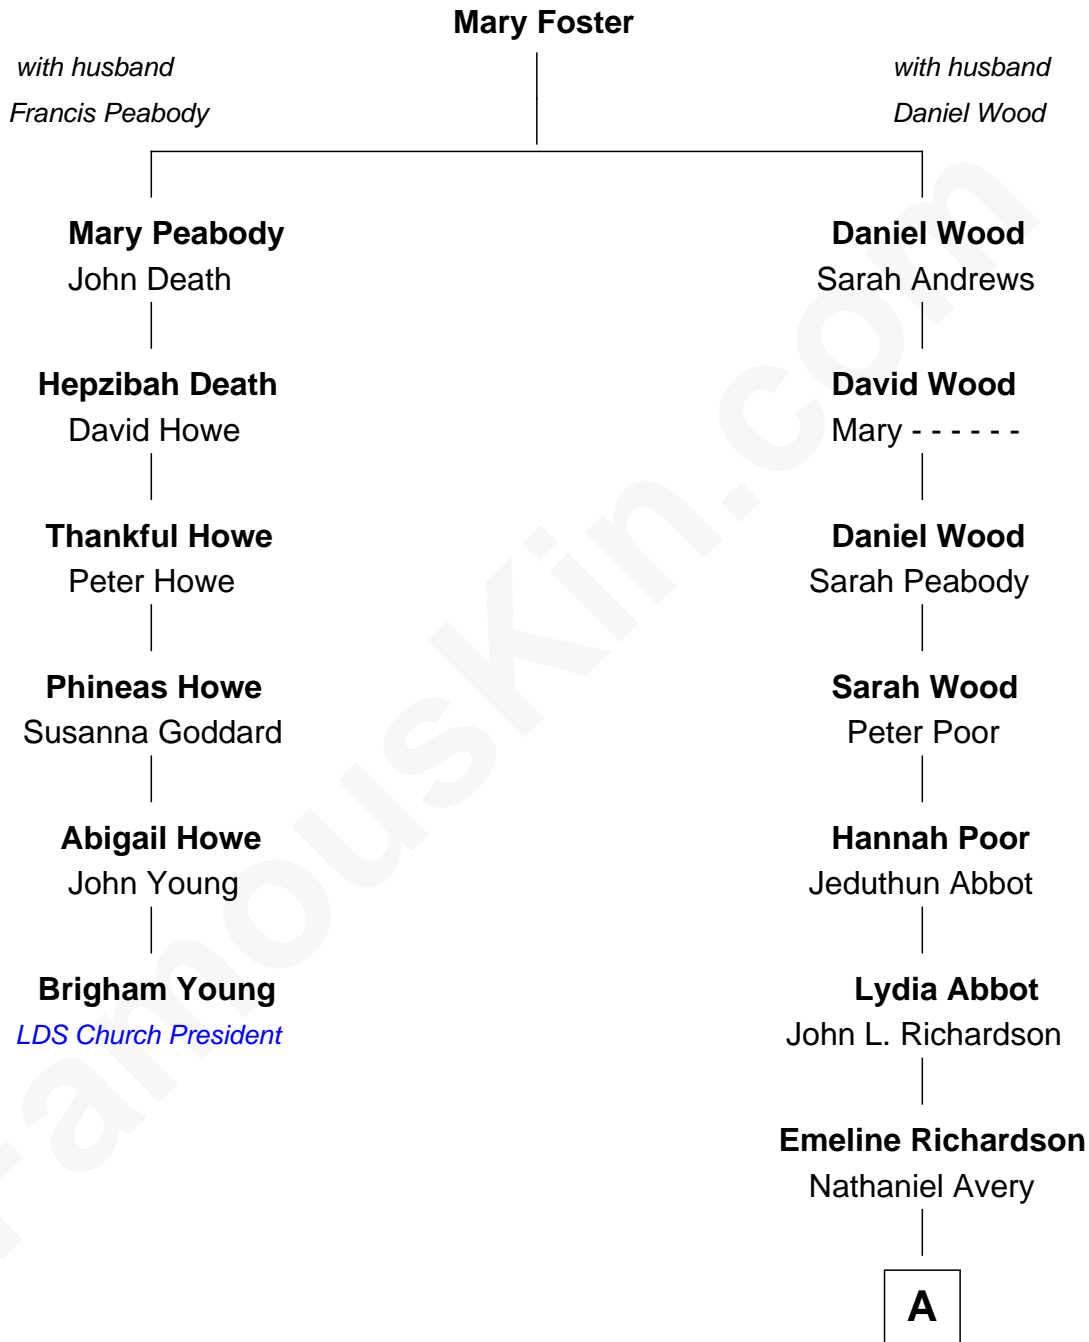 Mary Foster
with husband
Francis Peabody
with husband
Daniel Wood
Mary Peabody
John Death
Daniel Wood
Sarah Andrews
Hepzibah Death
David Howe
David Wood
Mary - - - - - -
Thankful Howe
Peter Howe
Daniel Wood
Sarah Peabody
Phineas Howe
Susanna Goddard
Sarah Wood
Peter Poor
Abigail Howe
John Young
Hannah Poor
Jeduthun Abbot
Brigham Young
LDS Church President
Lydia Abbot
John L. Richardson
Emeline Richardson
Nathaniel Avery
A
FamousKin.com